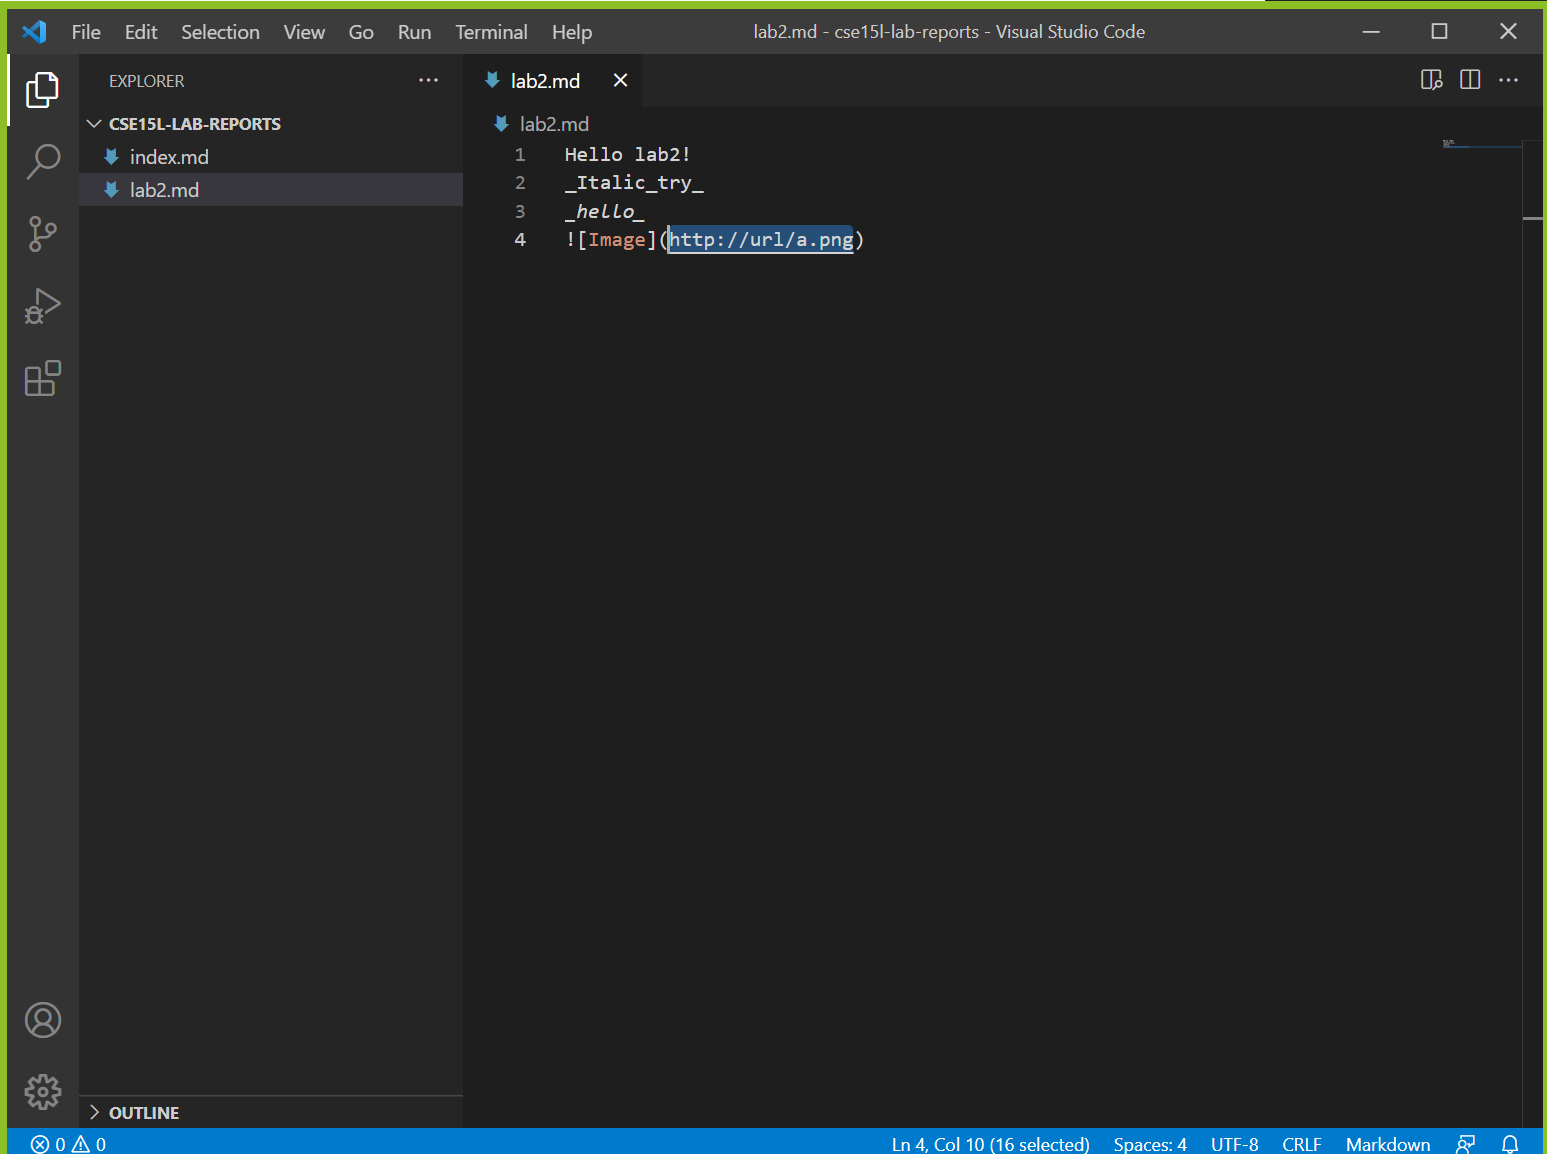 File Edit Selection View Go Run Terminal Help lab2.md - cse15l-lab-reports - Visual Studio Code
EXPLORER
lab2.md
CSE15L-LAB-REPORTS
index.md
lab2.md
lab2.md
1 Hello lab2!
2 _Italic_try_
3 _hello_
4 ![Image](http://url/a.png)
OUTLINE
0 0 Ln 4, Col 10 (16 selected) Spaces: 4 UTF-8 CRLF Markdown